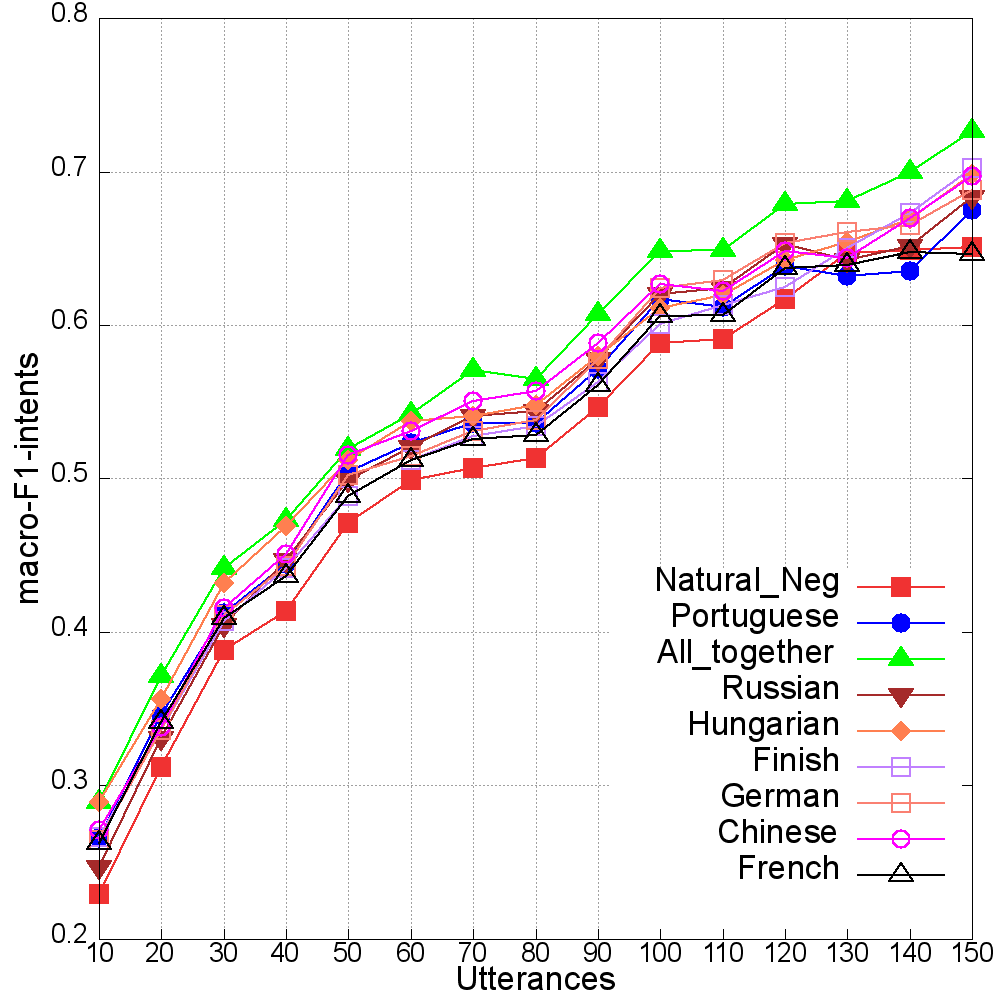 0.8
0.7
0.6
0.5
0.4
0.3
0.2
macro-F1-intents
Natural_Neg
Portuguese
All_together
Russian
Hungarian
Finish
German
Chinese
French
10 20 30 40 50 60 70 80 90 100 110 120 130 140 150
Utterances